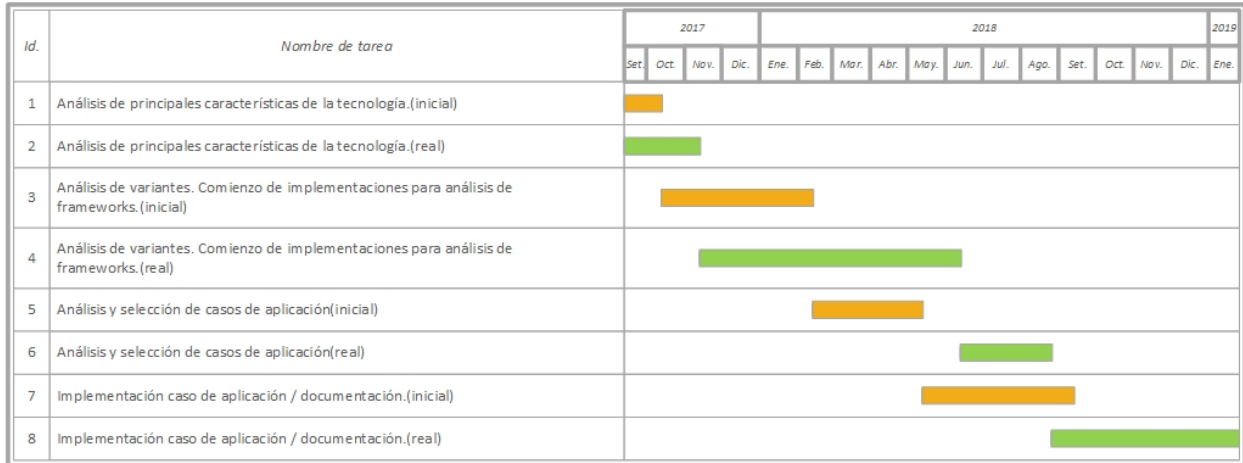 Id.
Nombre de tarea
2017
2018
2019
Set. Oct. Nov. Dic. Ene. Feb. Mar. Abr. May. Jun. Jul. Ago. Set. Oct. Nov. Dic. Ene.
1 Análisis de principales características de la tecnología.(inicial)
2 Análisis de principales características de la tecnología.(real)
3 Análisis de variantes. Comienzo de implementaciones para análisis de
frameworks.(inicial)
4 Análisis de variantes. Comienzo de implementaciones para análisis de
frameworks.(real)
5 Análisis y selección de casos de aplicación(inicial)
6 Análisis y selección de casos de aplicación(real)
7 Implementación caso de aplicación / documentación.(inicial)
8 Implementación caso de aplicación / documentación.(real)